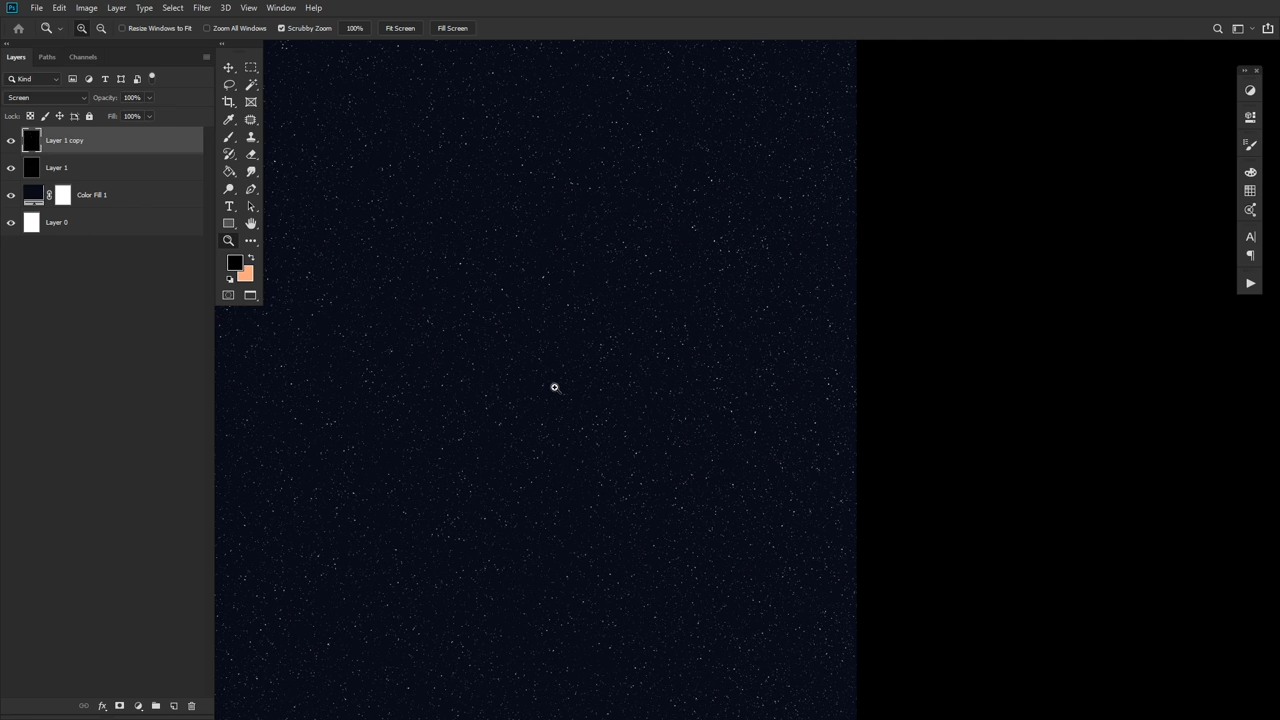 Ps File Edit Image Layer Type Select Filter 3D View Window Help
Resize Windows to Fit Zoom All Windows Scrubby Zoom 100% Fit Screen Fill Screen
Layers Paths Channels
Kind
Screen Opacity: 100%
Lock: Fill: 100%
Layer 1 copy
Layer 1
Color Fill 1
Layer 0